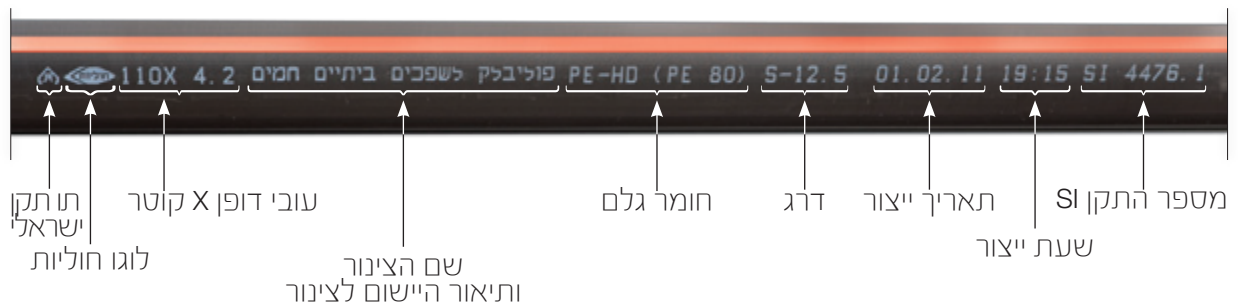 110X 4.2 פוליבלק לשפכים ביתיים חמים PE-HD (PE 80) S-12.5 01.02.11 19:15 SI 4476.1
תו תקן
ישראלי
לוגו חוליות
עובי דופן X קוטר
שם הצינור
ותיאור היישום לצינור
חומר גלם
דרג
תאריך ייצור
שעת ייצור
מספר התקן SI